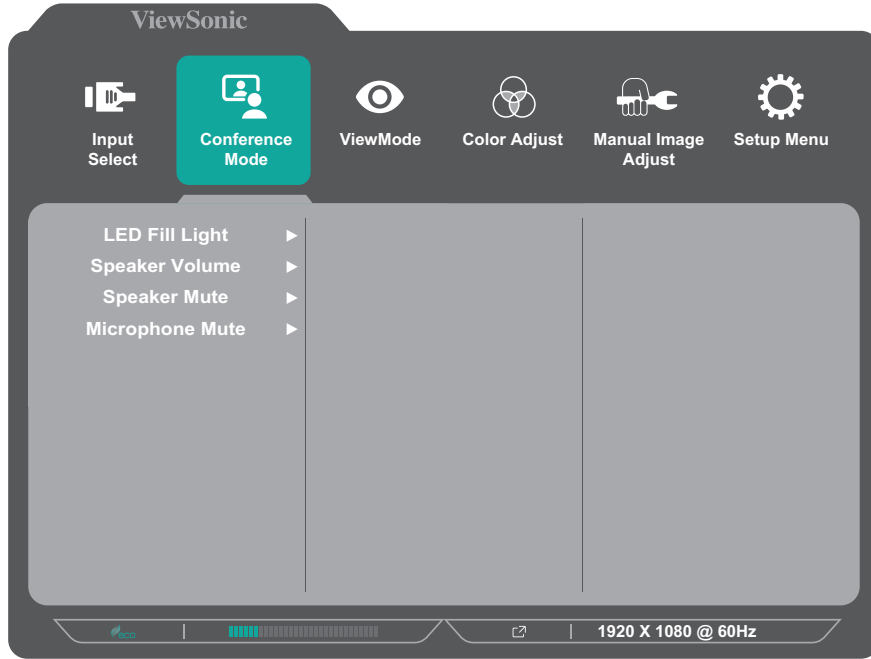 ViewSonic
Input
Select
Conference
Mode
ViewMode
Color Adjust
Manual Image
Adjust
Setup Menu
LED Fill Light
Speaker Volume
Speaker Mute
Microphone Mute
ECO
1920 X 1080 @ 60Hz